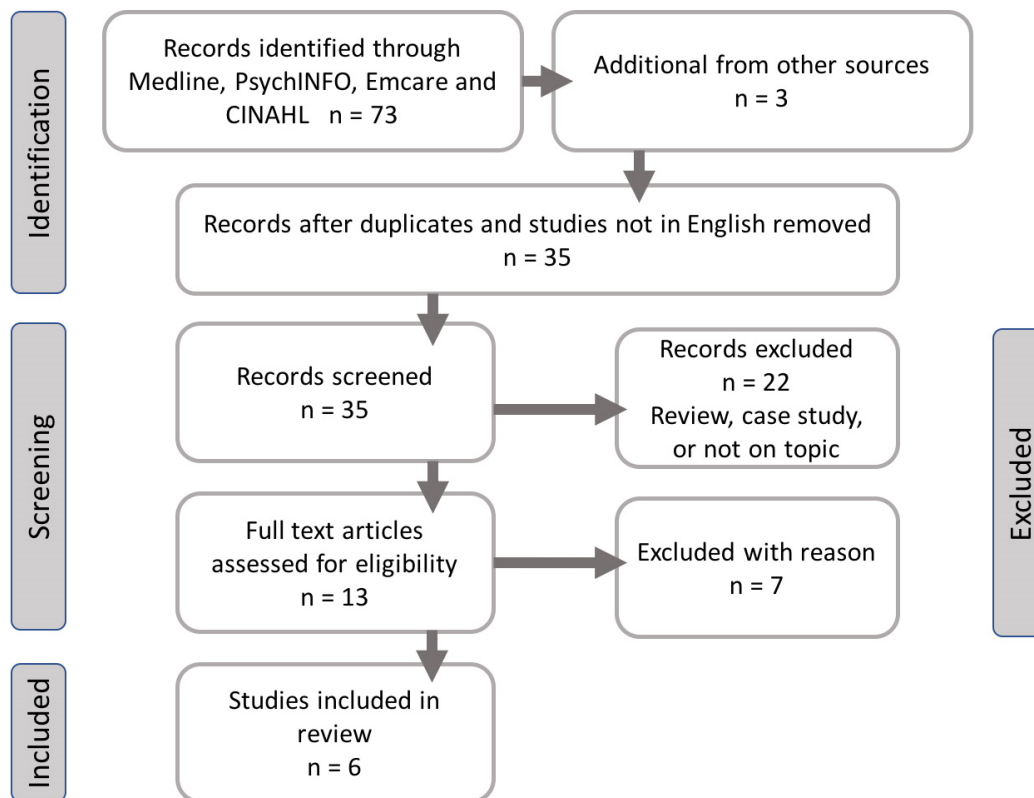 Identification
Records identified through
Medline, PsychINFO, Emcare and
CINAHL n = 73
Additional from other sources
n = 3
Records after duplicates and studies not in English removed
n = 35
Screening
Records screened
n = 35
Records excluded
n = 22
Review, case study,
or not on topic
Excluded
Full text articles
assessed for eligibility
n = 13
Excluded with reason
n = 7
Included
Studies included in
review
n = 6